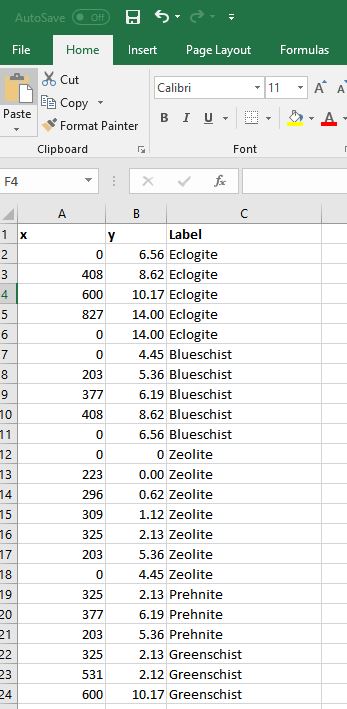 AutoSave Off
File Home Insert Page Layout Formulas
Paste
Cut
Copy
Format Painter
Clipboard
Calibri 11 A A
B I U A
Font
F4 fx
A B C
1 x y Label
2 0 6.56 Eclogite
3 408 8.62 Eclogite
4 600 10.17 Eclogite
5 827 14.00 Eclogite
6 0 14.00 Eclogite
7 0 4.45 Blueschist
8 203 5.36 Blueschist
9 377 6.19 Blueschist
10 408 8.62 Blueschist
11 0 6.56 Blueschist
12 0 0 Zeolite
13 223 0.00 Zeolite
14 296 0.62 Zeolite
15 309 1.12 Zeolite
16 325 2.13 Zeolite
17 203 5.36 Zeolite
18 0 4.45 Zeolite
19 325 2.13 Prehnite
20 377 6.19 Prehnite
21 203 5.36 Prehnite
22 325 2.13 Greenschist
23 531 2.12 Greenschist
24 600 10.17 Greenschist